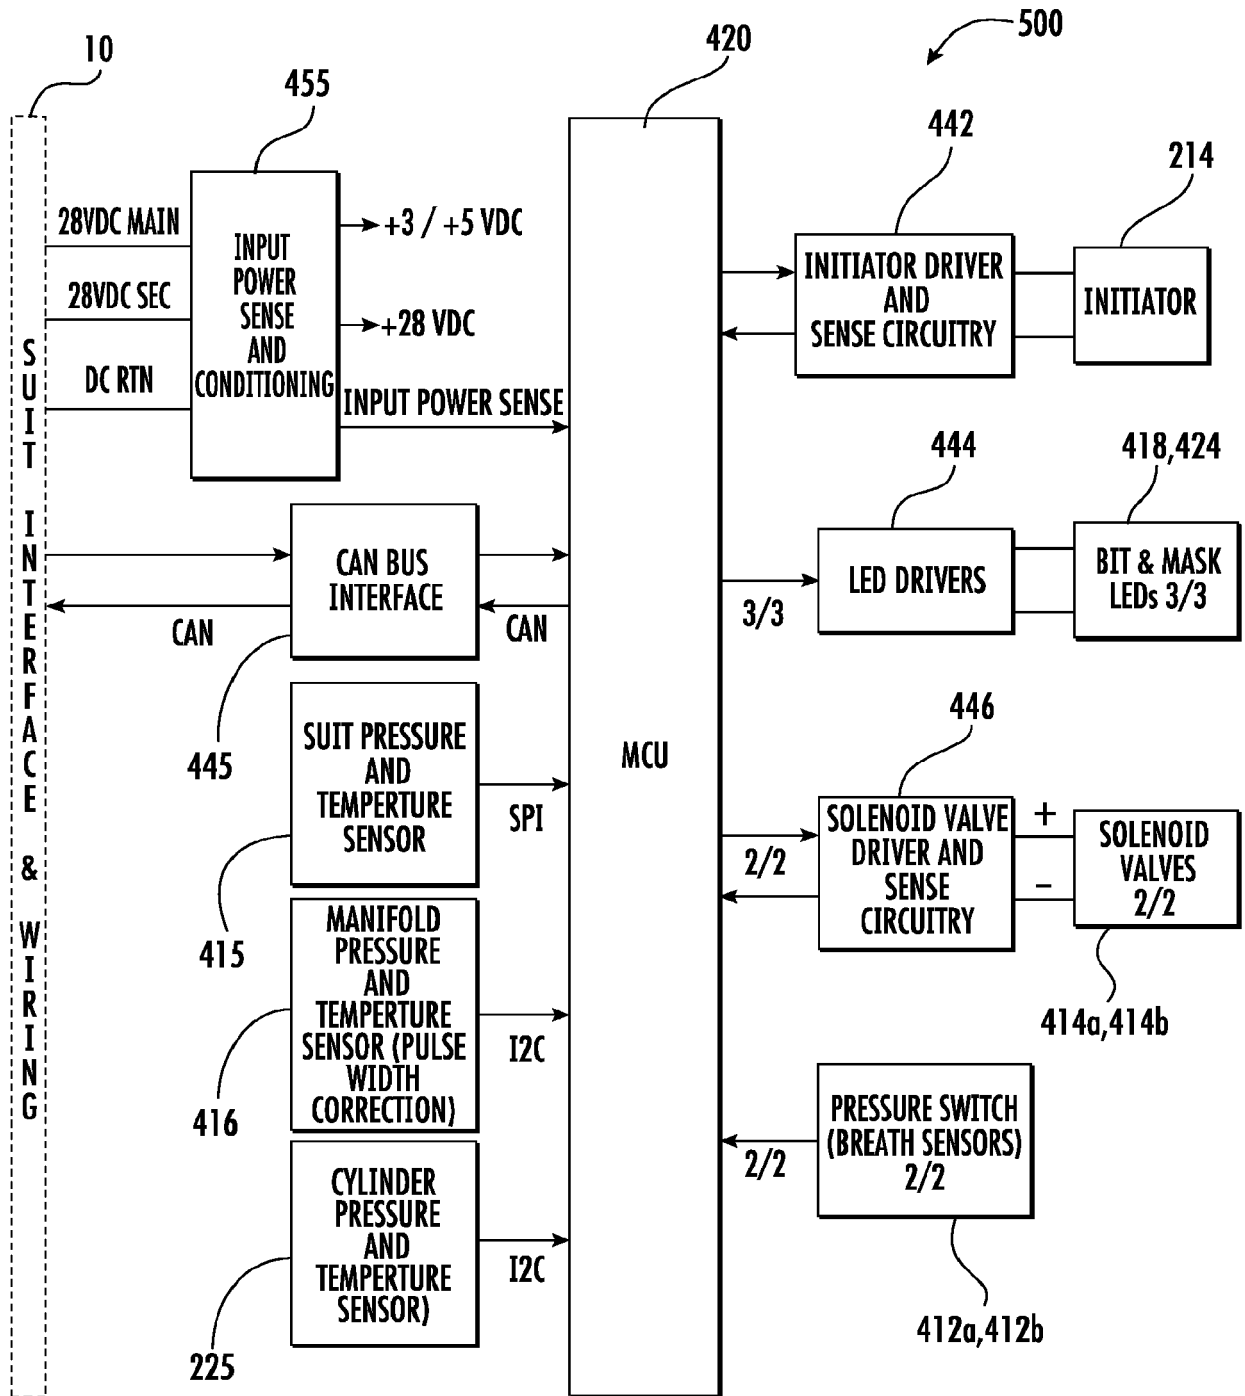 500
10
420
455
442
214
28VDC MAIN
28VDC SEC
DC RTN
INPUT
POWER
SENSE
AND
CONDITIONING
+3 / +5 VDC
+28 VDC
INPUT POWER SENSE
INITIATOR DRIVER
AND
SENSE CIRCUITRY
INITIATOR
SUIT INTERFACE & WIRING
444
418,424
CAN BUS
INTERFACE
CAN
CAN
445
LED DRIVERS
3/3
BIT & MASK
LEDs 3/3
MCU
SUIT PRESSURE
AND
TEMPERTURE
SENSOR
SPI
415
446
SOLENOID VALVE
DRIVER AND
SENSE
CIRCUITRY
2/2
+
−
SOLENOID
VALVES
2/2
414a,414b
MANIFOLD
PRESSURE AND
AND
TEMPERTURE
SENSOR (PULSE
WIDTH
CORRECTION)
I2C
416
PRESSURE SWITCH
(BREATH SENSORS)
2/2
2/2
412a,412b
CYLINDER
PRESSURE
AND
TEMPERTURE
SENSOR)
I2C
225